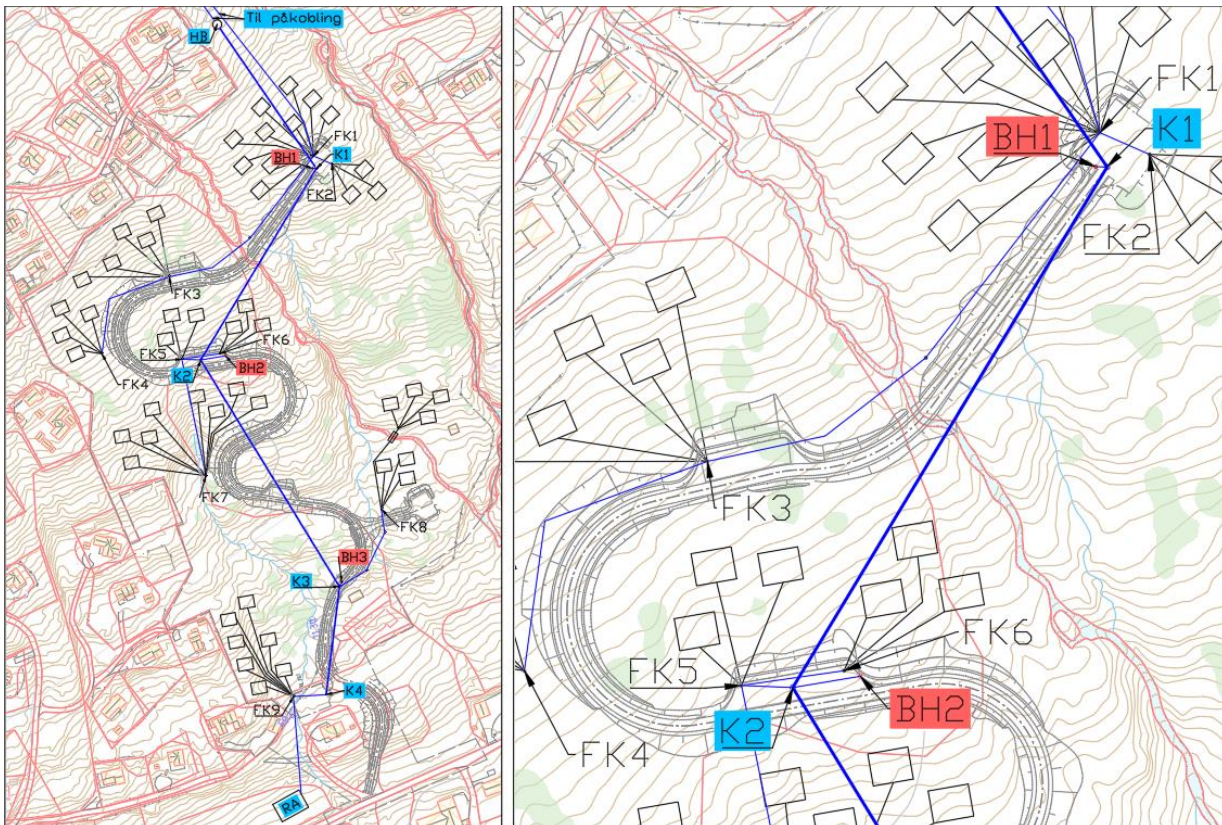 Til påkobling
HB
FK1
BH1
K1
FK2
FK3
FK5
FK6
K2
BH2
FK4
FK7
FK8
BH3
K3
K4
FK9
RA
FK1
BH1
K1
FK2
FK3
FK5
FK6
K2
BH2
FK4